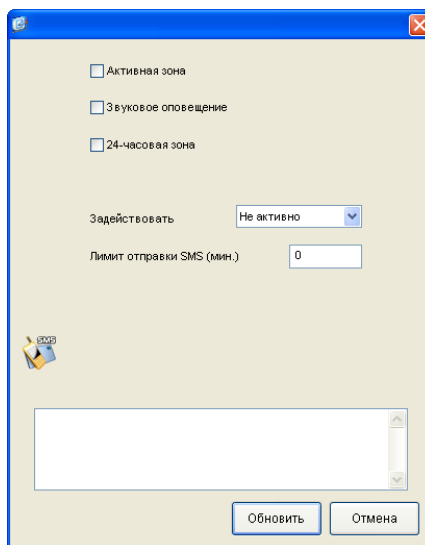 Активная зона
Звуковое оповещение
24-часовая зона
Задействовать Не активно
Лимит отправки SMS (мин.) 0
SMS
Обновить Отмена